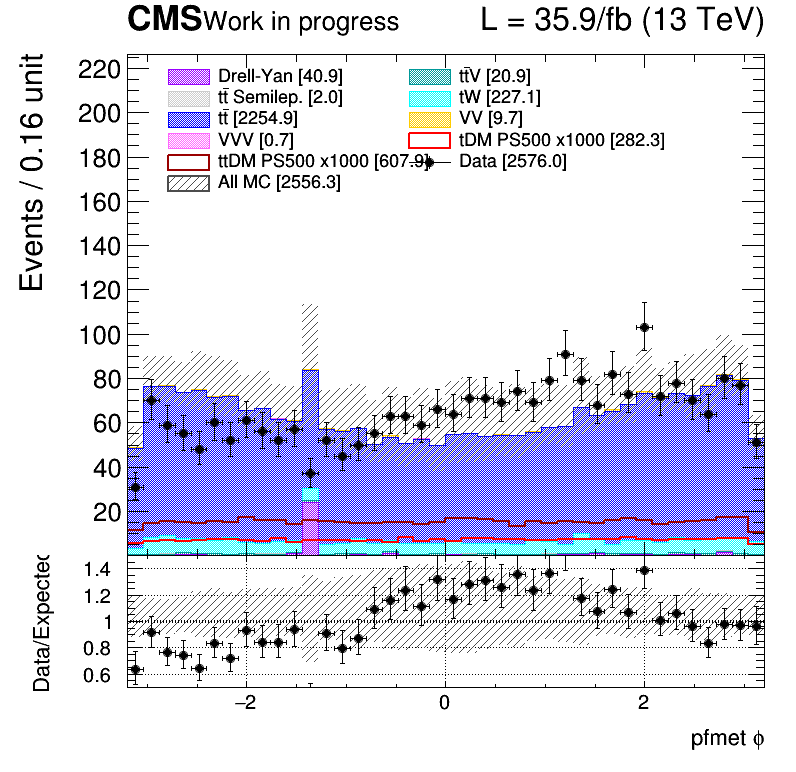 CMS Work in progress L = 35.9/fb (13 TeV)
Events / 0.16 unit
220
200
180
160
140
120
100
80
60
40
20
Drell-Yan [40.9]
tt̄V [20.9]
tt̄ Semilep. [2.0]
tW [227.1]
tt̄ [2254.9]
VV [9.7]
VVV [0.7]
tDM PS500 x1000 [282.3]
ttDM PS500 x1000 [607.9]
Data [2576.0]
All MC [2556.3]
Data/Expected
1.4
1.2
1
0.8
0.6
−2 0 2
pfmet ϕ